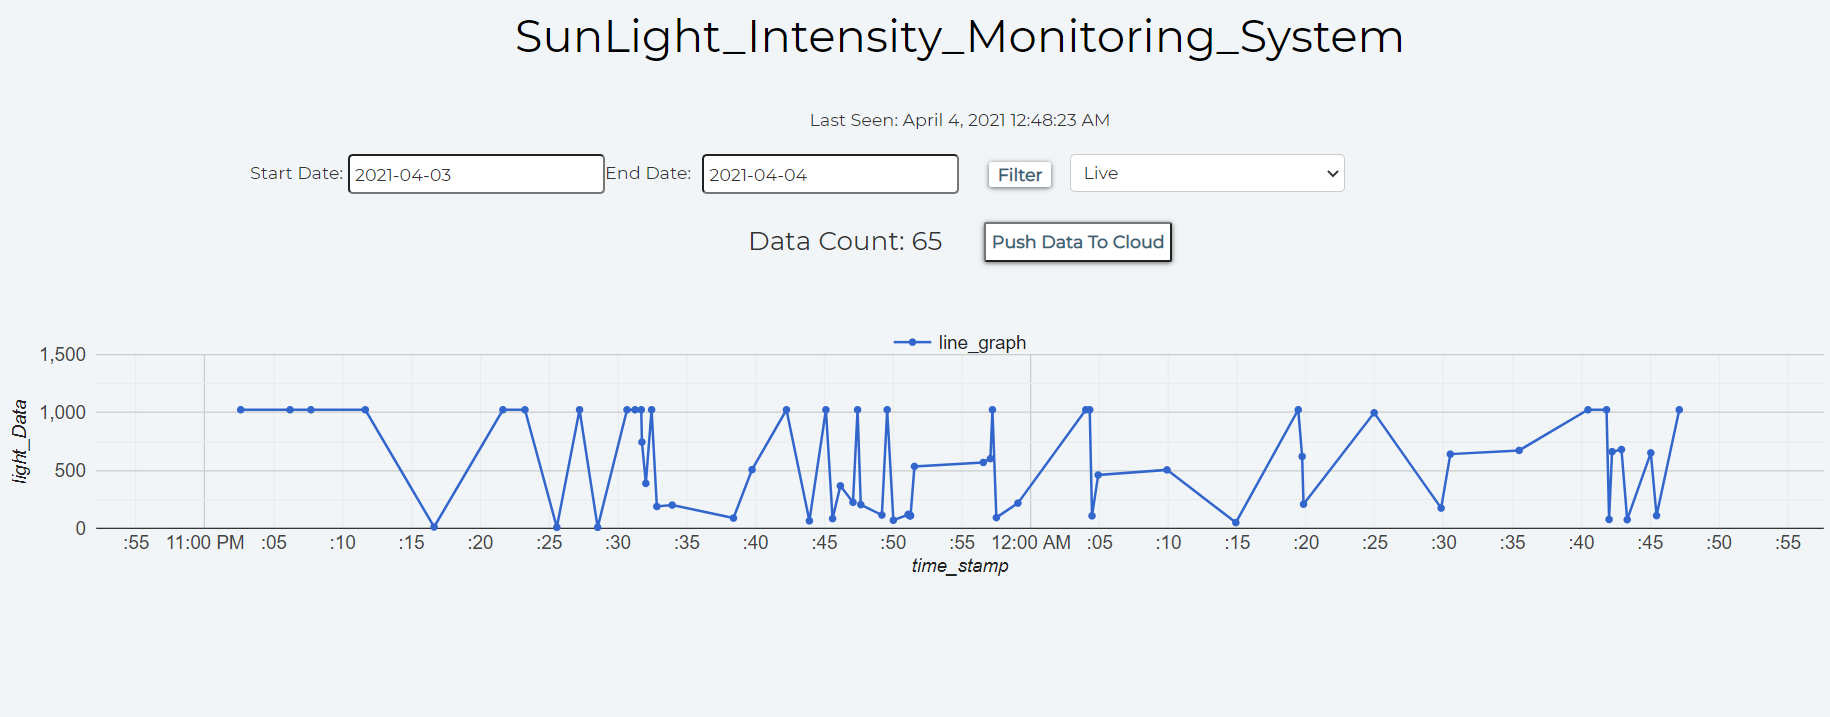 SunLight_Intensity_Monitoring_System
Last Seen: April 4, 2021 12:48:23 AM
Start Date: 2021-04-03 End Date: 2021-04-04 Filter Live
Data Count: 65 Push Data To Cloud
line_graph
1,500
1,000
500
0
light_Data
:55 11:00 PM :05 :10 :15 :20 :25 :30 :35 :40 :45 :50 :55 12:00 AM :05 :10 :15 :20 :25 :30 :35 :40 :45 :50 :55
time_stamp